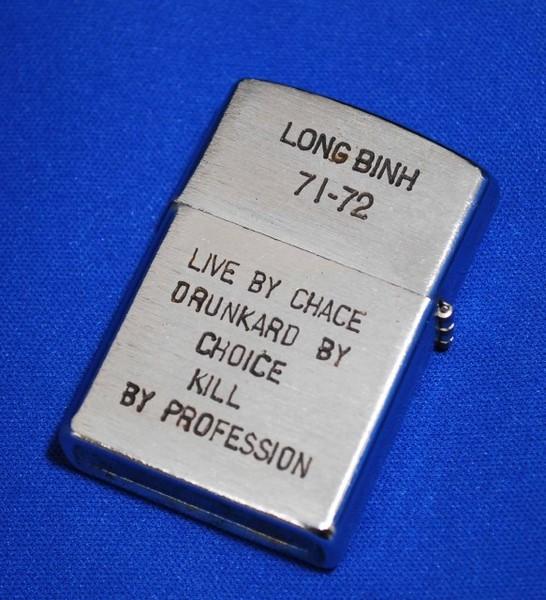 LONG BINH
71-72
LIVE BY CHACE
DRUNKARD BY
CHOICE
KILL
BY PROFESSION